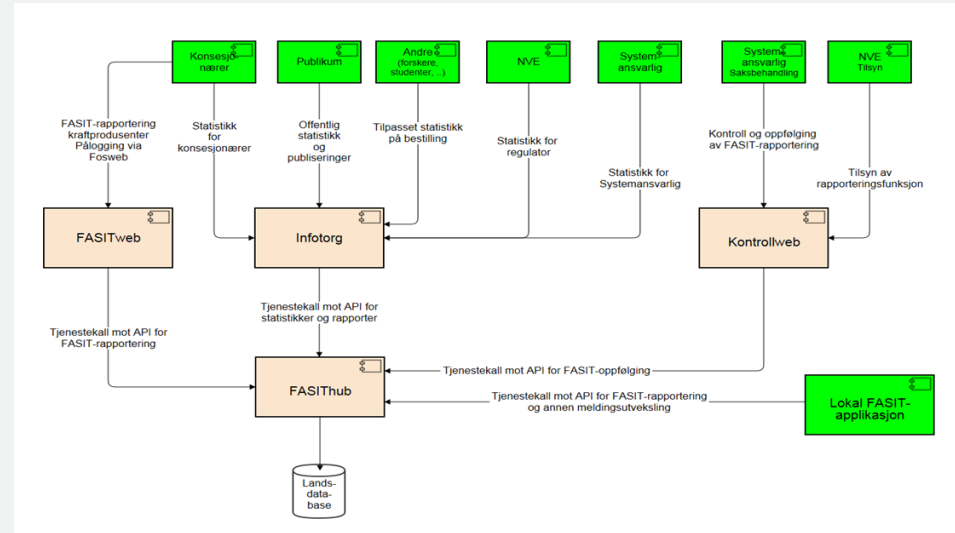 Konsesjo-
nærer
Publikum
Andre
(forskere,
studenter, ..)
NVE
System-
ansvarlig
System-
ansvarlig
Saksbehandling
NVE
Tilsyn
FASIT-rapportering
kraftprodusenter
Pålogging via
Fosweb
Statistikk
for
konsesjonærer
Offentlig
statistikk
og
publiseringer
Tilpasset statistikk
på bestilling
Statistikk for
regulator
Statistikk for
Systemansvarlig
Kontroll og oppfølging
av FASIT-rapportering
Tilsyn av
rapporteringsfunksjon
FASITweb
Infotorg
Kontrollweb
Tjenestekall mot API for
FASIT-rapportering
Tjenestekall mot API for
statistikker og rapporter
FASIThub
Tjenestekall mot API for FASIT-oppfølging
Tjenestekall mot API for FASIT-rapportering
og annen meldingsutveksling
Lokal FASIT-
applikasjon
Lands-
data-
base